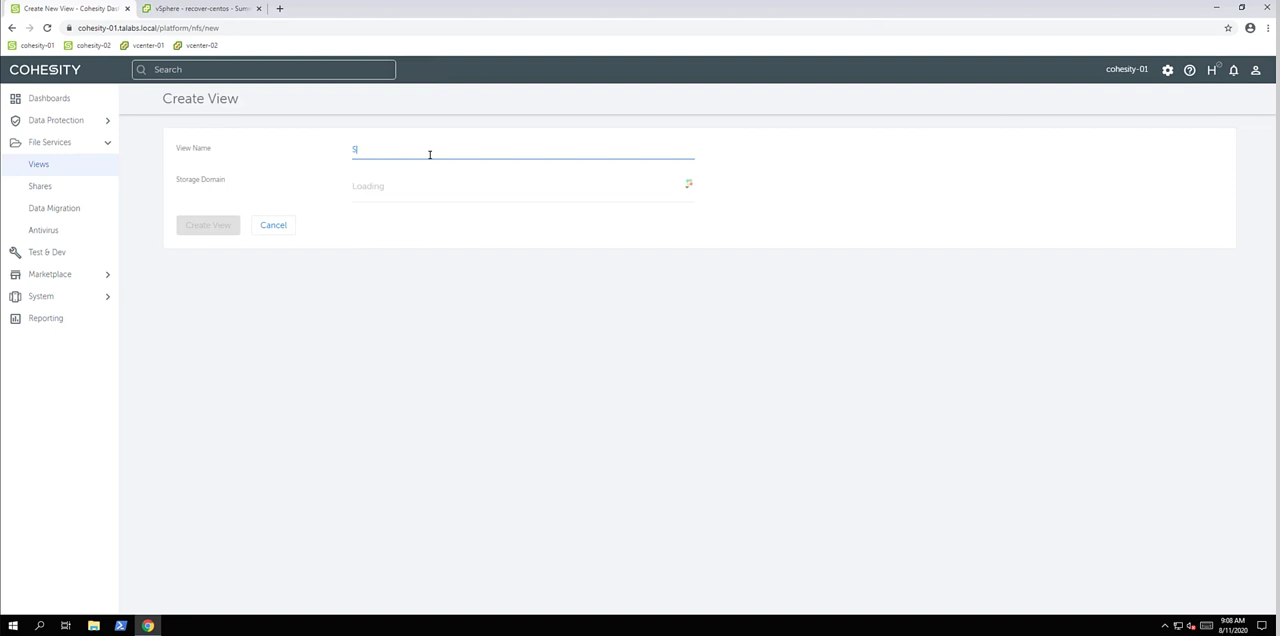 Create New View - Cohesity Das
vSphere - recover-centos - Sum
cohesity-01.talabs.local/platform/nfs/new
cohesity-01
cohesity-02
vcenter-01
vcenter-02
COHESITY
Search
cohesity-01
Dashboards
Data Protection
File Services
Views
Shares
Data Migration
Antivirus
Test & Dev
Marketplace
System
Reporting
Create View
View Name
S
Storage Domain
Loading
Create View
Cancel
9:08 AM
8/11/2020